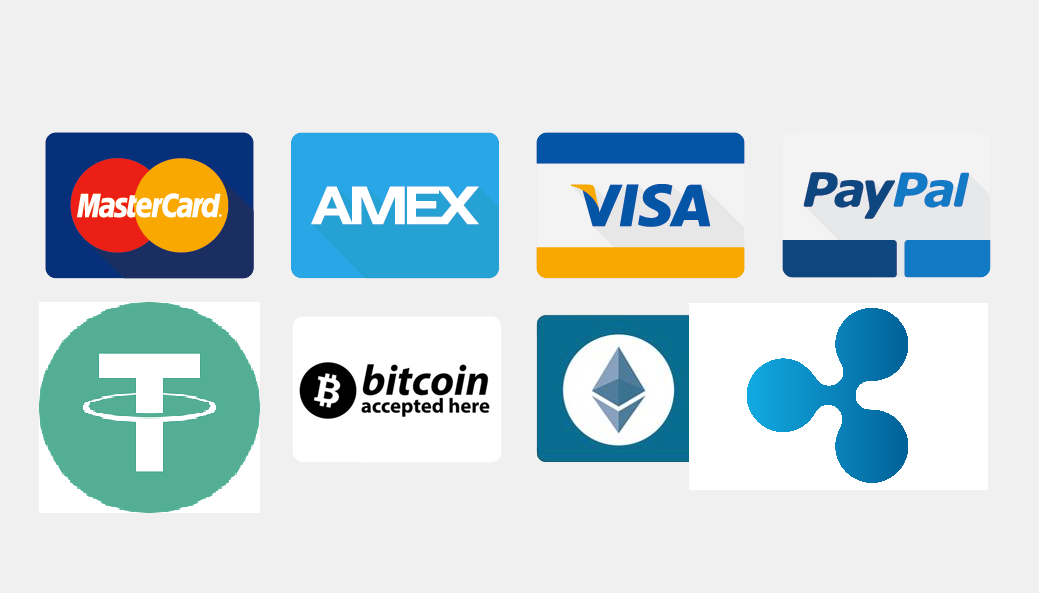 MasterCard.
AMEX
VISA
PayPal
bitcoin
accepted here